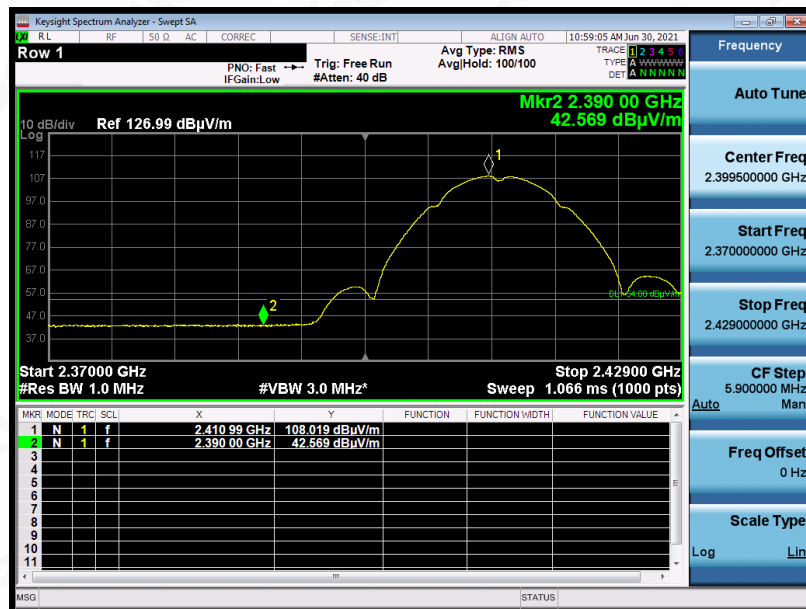 Keysight Spectrum Analyzer - Swept SA
LXI RL RF 50 Ω AC CORREC SENSE:INT ALIGN AUTO 10:59:05 AM Jun 30, 2021
Row 1
PNO: Fast
IFGain:Low
Trig: Free Run
#Atten: 40 dB
Avg Type: RMS
Avg|Hold: 100/100
TRACE 1 2 3 4 5 6
TYPE A WWWWW
DET A N N N N N
Frequency
Mkr2 2.390 00 GHz
42.569 dBµV/m
10 dB/div Ref 126.99 dBµV/m
Log
117
107
97.0
87.0
77.0
67.0
57.0
47.0
37.0
1
2
DL1 54.00 dBµV/m
Start 2.37000 GHz Stop 2.42900 GHz
#Res BW 1.0 MHz #VBW 3.0 MHz* Sweep 1.066 ms (1000 pts)
MKR MODE TRC SCL X Y FUNCTION FUNCTION WIDTH FUNCTION VALUE
1 N 1 f 2.410 99 GHz 108.019 dBµV/m
2 N 1 f 2.390 00 GHz 42.569 dBµV/m
3
4
5
6
7
8
9
10
11
MSG STATUS
Auto Tune
Center Freq
2.399500000 GHz
Start Freq
2.370000000 GHz
Stop Freq
2.429000000 GHz
CF Step
5.900000 MHz
Auto Man
Freq Offset
0 Hz
Scale Type
Log Lin